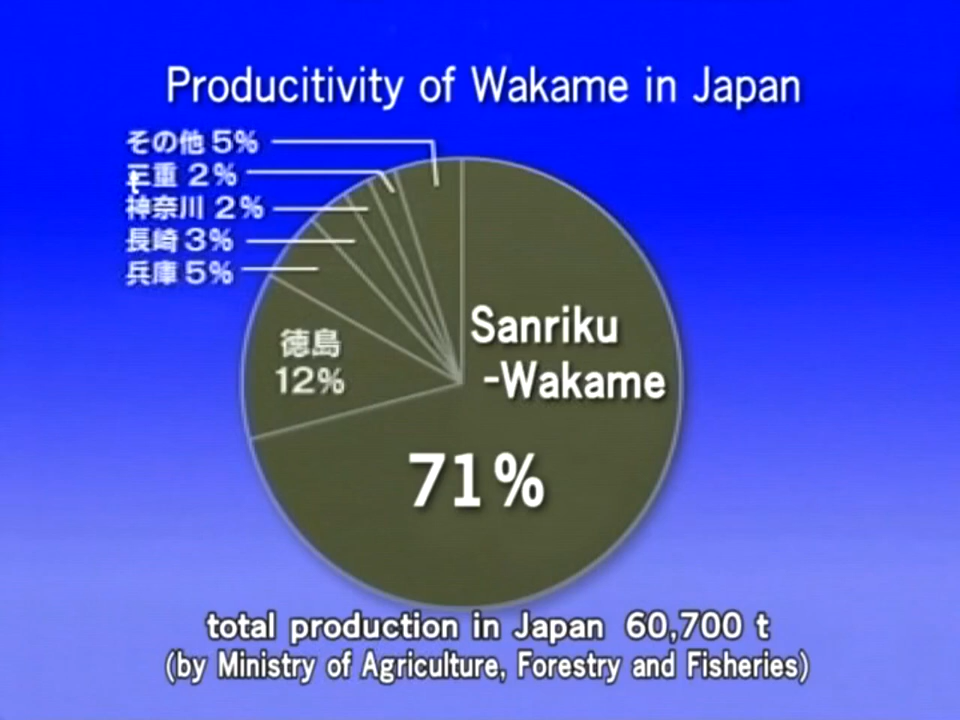 Producitivity of Wakame in Japan
その他 5%
三重 2%
t
神奈川 2%
長崎 3%
兵庫 5%
徳島
12%
Sanriku
-Wakame
71%
total production in Japan 60,700 t
(by Ministry of Agriculture, Forestry and Fisheries)